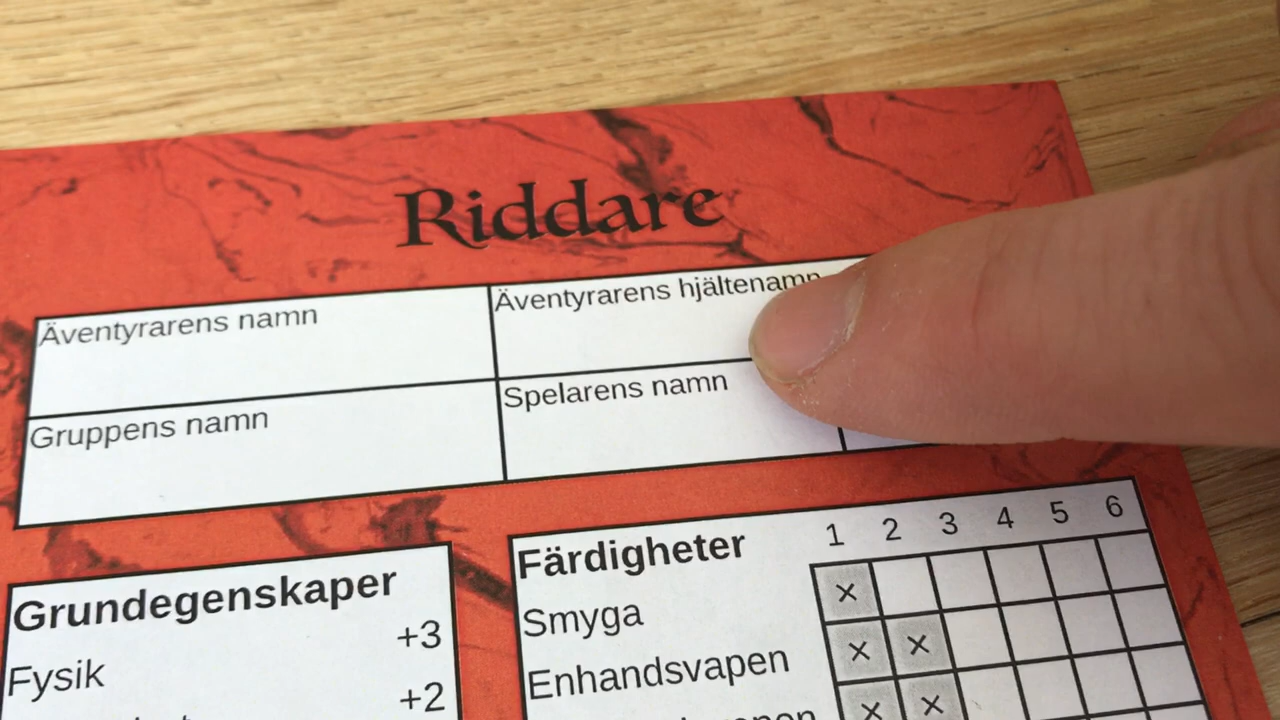 Riddare
Äventyrarens namn
Äventyrarens hjältenamn
Gruppens namn
Spelarens namn
Grundegenskaper
+3
Fysik
+2
Färdigheter 1 2 3 4 5 6
Smyga ×
Enhandsvapen × ×
× ×